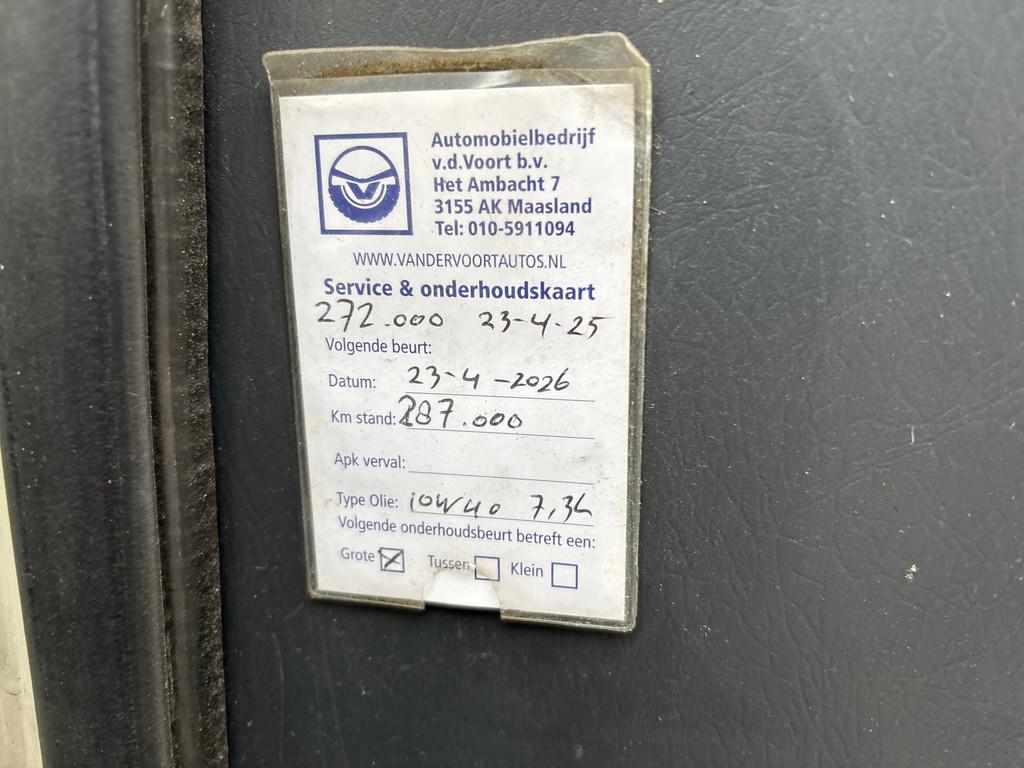 Automobielbedrijf
v.d.Voort b.v.
Het Ambacht 7
3155 AK Maasland
Tel: 010-5911094
WWW.VANDERVOORTAUTOS.NL
Service & onderhoudskaart
272.000 23-4-25
Volgende beurt:
Datum: 23-4-2026
Km stand: 287.000
Apk verval:
Type Olie: 10W40 7,3L
Volgende onderhoudsbeurt betreft een:
Grote Tussen Klein